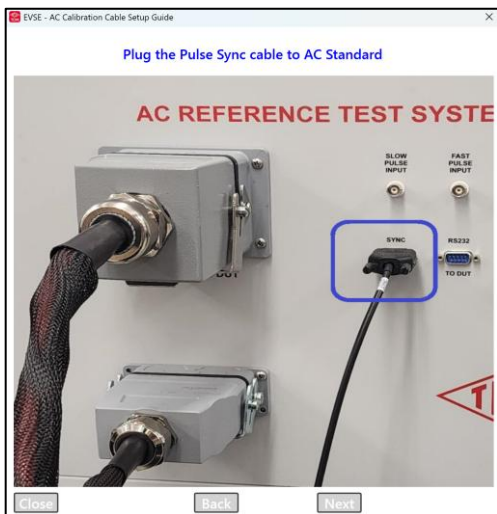 EVSE - AC Calibration Cable Setup Guide
Plug the Pulse Sync cable to AC Standard
AC REFERENCE TEST SYSTE
SLOW
PULSE
INPUT
FAST
PULSE
INPUT
SYNC
RS232
DUT
TO DUT
T
Close
Back
Next